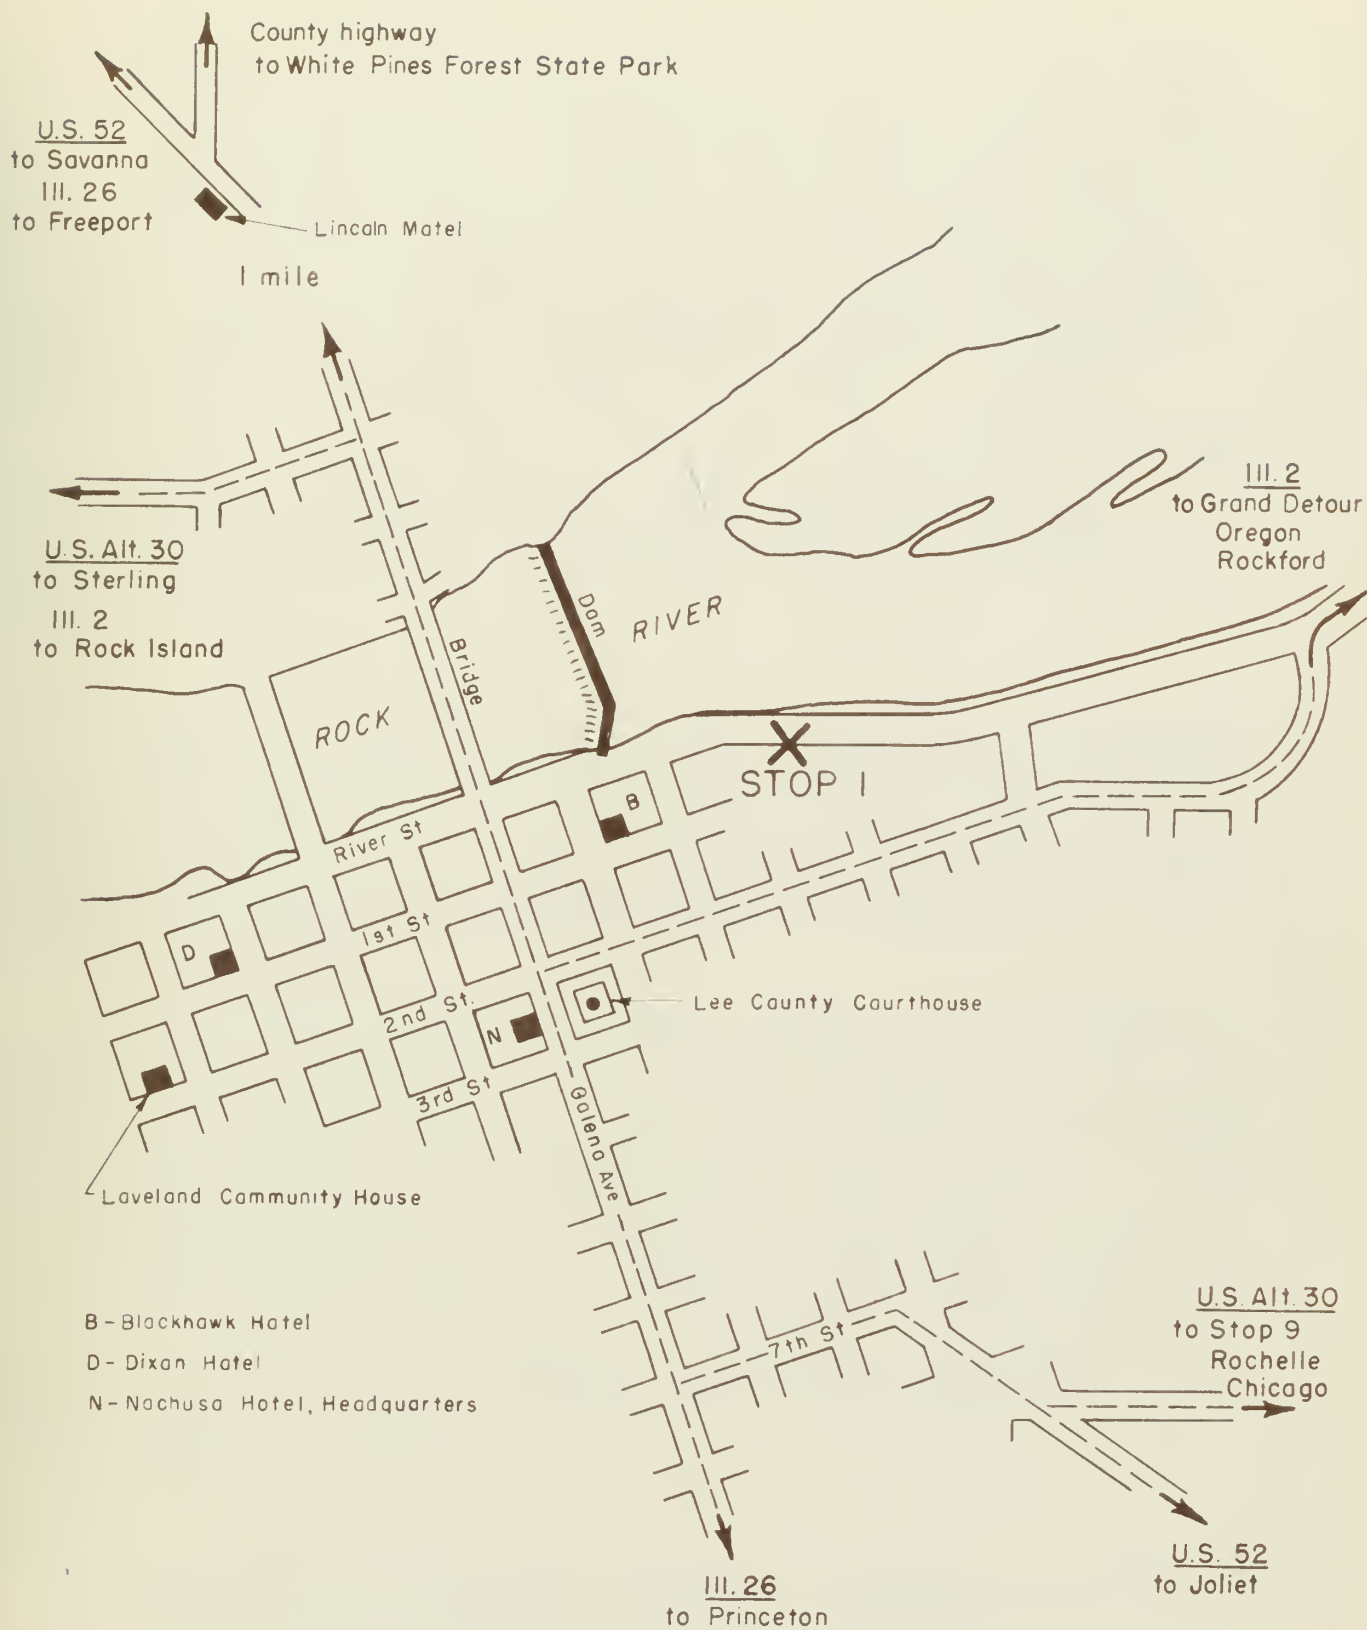 County highway
to White Pines Forest State Park
U.S. 52
to Savanna
Ill. 26
to Freeport
Lincoln Motel
1 mile
Ill. 2
to Grand Detour
Oregon
Rockford
U.S. Alt. 30
to Sterling
Ill. 2
to Rock Island
Bridge
Dam
RIVER
ROCK
STOP 1
B
River St
1st St
D
2nd St.
N
Lee County Courthouse
3rd St
Galena Ave
Loveland Community House
B - Blackhawk Hotel
D - Dixon Hotel
N - Nachusa Hotel, Headquarters
7th St
U.S. Alt. 30
to Stop 9
Rochelle
Chicago
U.S. 52
to Joliet
Ill. 26
to Princeton